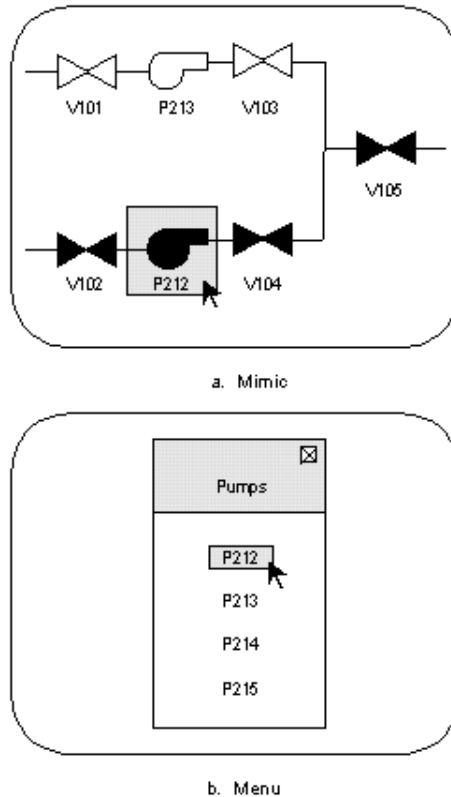 V101 P213 V103
V105
V102 P212 V104
a. Mimic
Pumps
P212
P213
P214
P215
b. Menu